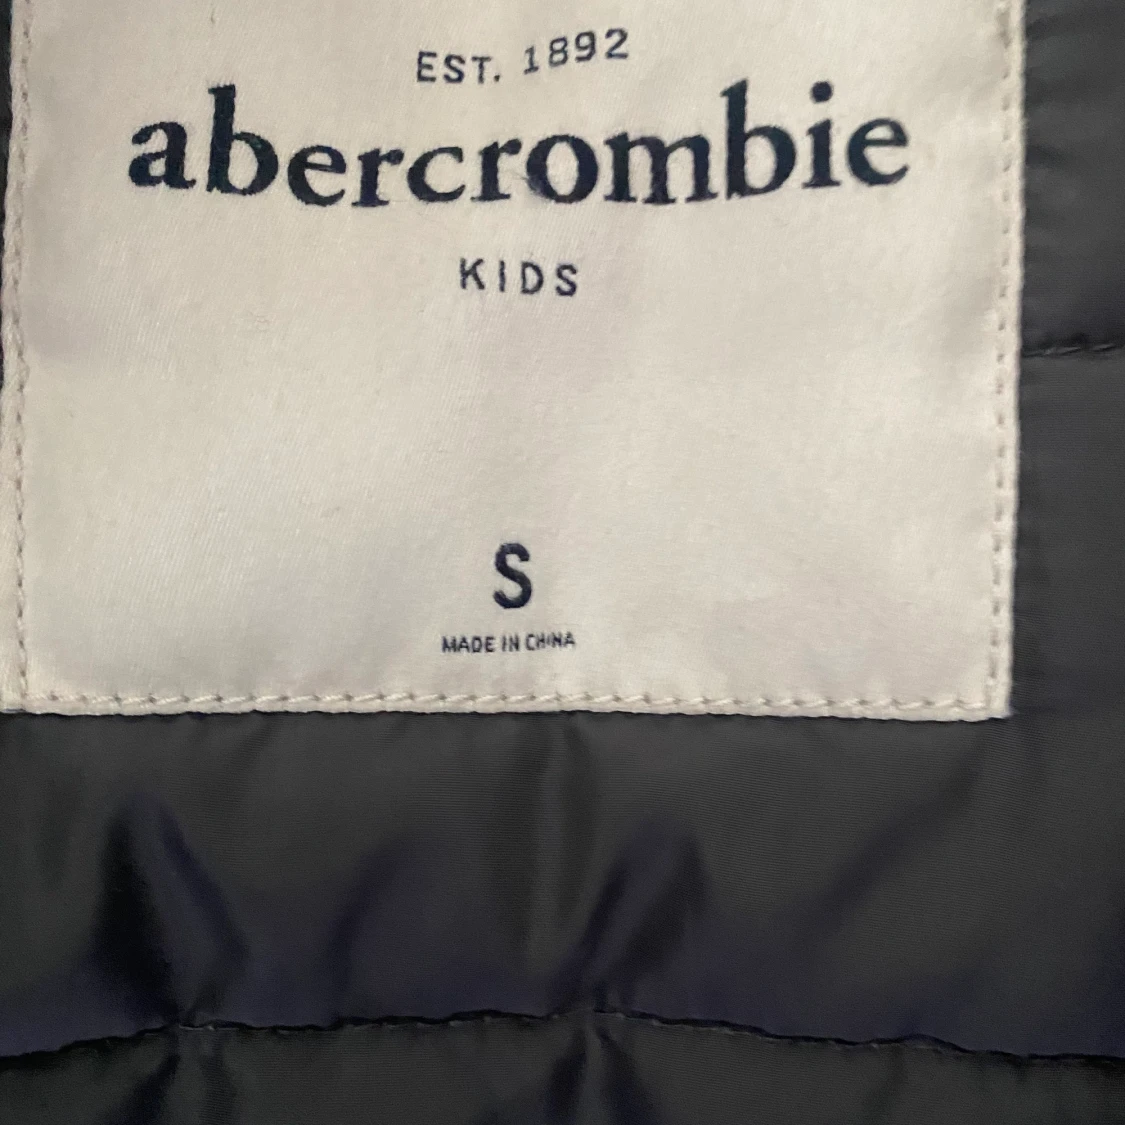 EST. 1892
abercrombie
KIDS
S
MADE IN CHINA